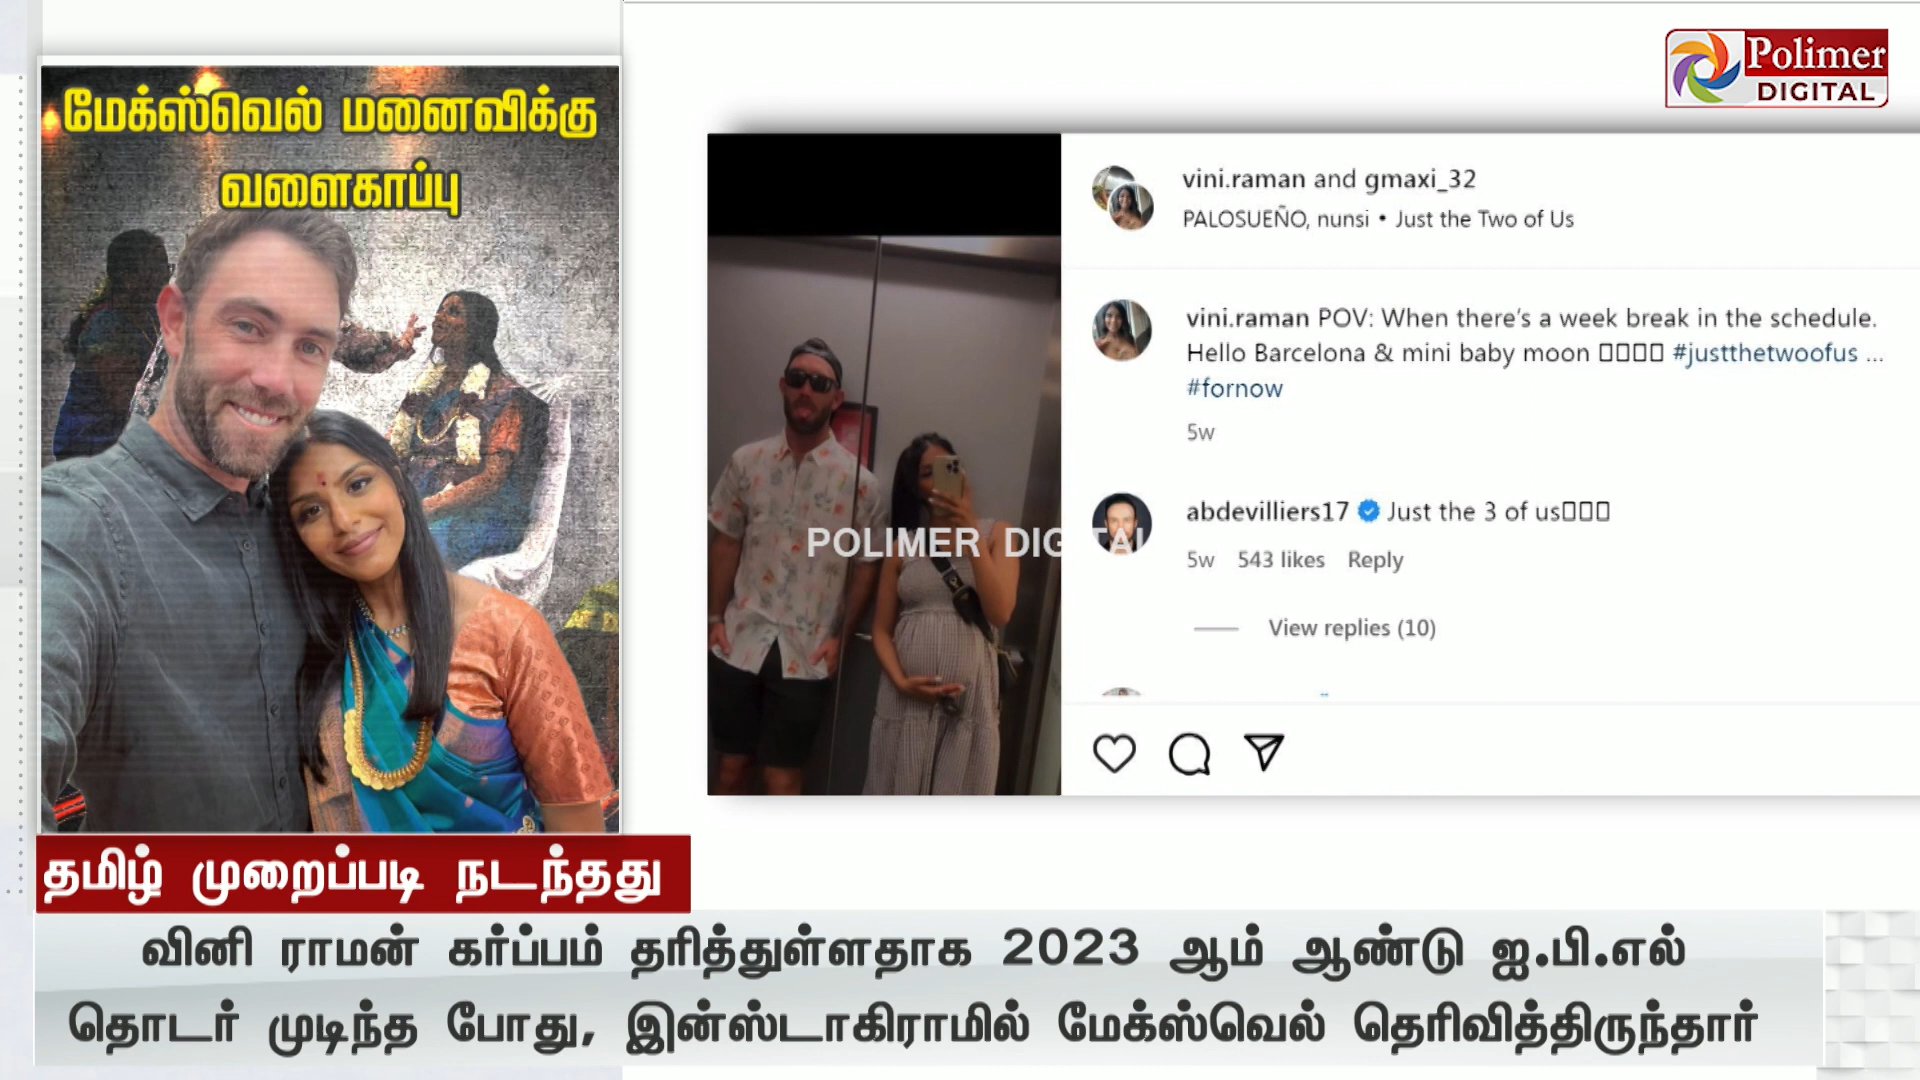 மேக்ஸ்வெல் மனைவிக்கு
வளைகாப்பு
Polimer
DIGITAL
vini.raman and gmaxi_32
PALOSUEÑO, nunsi • Just the Two of Us
vini.raman POV: When there's a week break in the schedule.
Hello Barcelona & mini baby moon #justthetwoofus ...
#fornow
5w
abdevilliers17 Just the 3 of us
5w 543 likes Reply
View replies (10)
POLIMER DIGITAL
தமிழ் முறைப்படி நடந்தது
வினி ராமன் கர்ப்பம் தரித்துள்ளதாக 2023 ஆம் ஆண்டு ஐ.பி.எல்
தொடர் முடிந்த போது, இன்ஸ்டாகிராமில் மேக்ஸ்வெல் தெரிவித்திருந்தார்